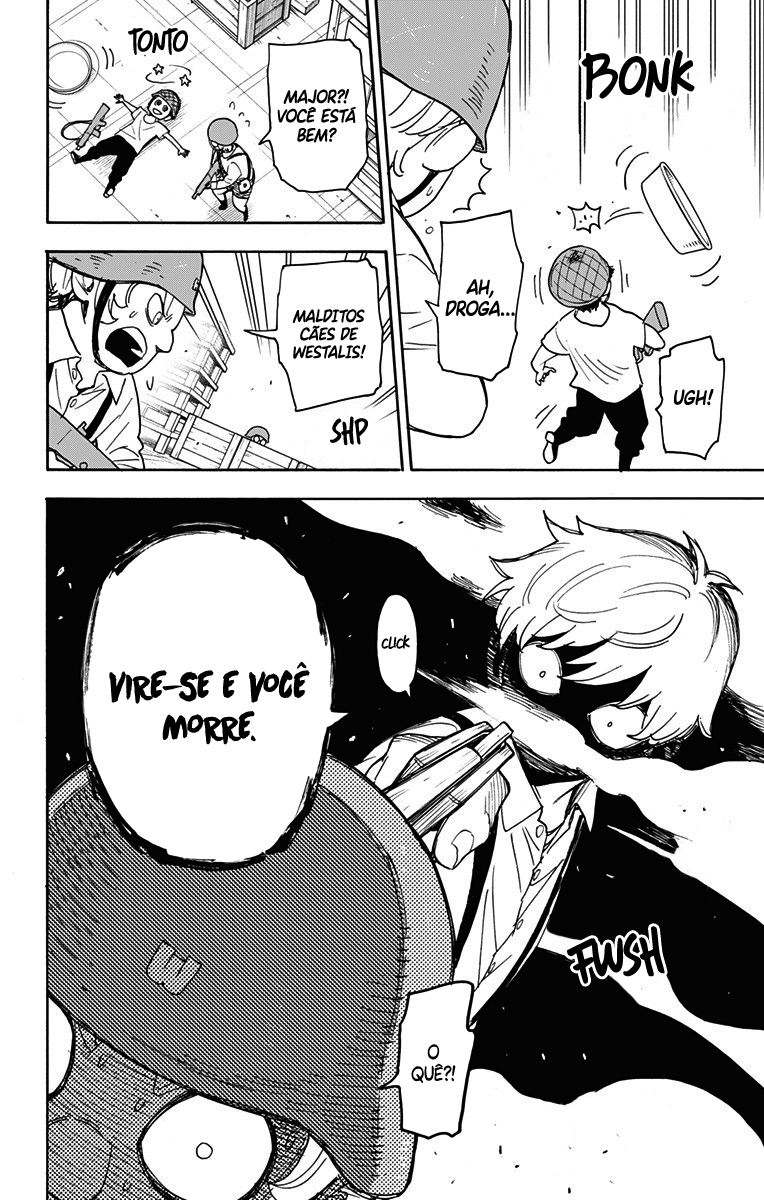 BONK
UGH!
AH,
DROGA...
TONTO
MAJOR?!
VOCÊ ESTÁ
BEM?
MALDITOS
CÃES DE
WESTALIS!
SHP
CLICK
VIRE-SE E VOCÊ
MORRE.
FWSH
O
QUÊ?!